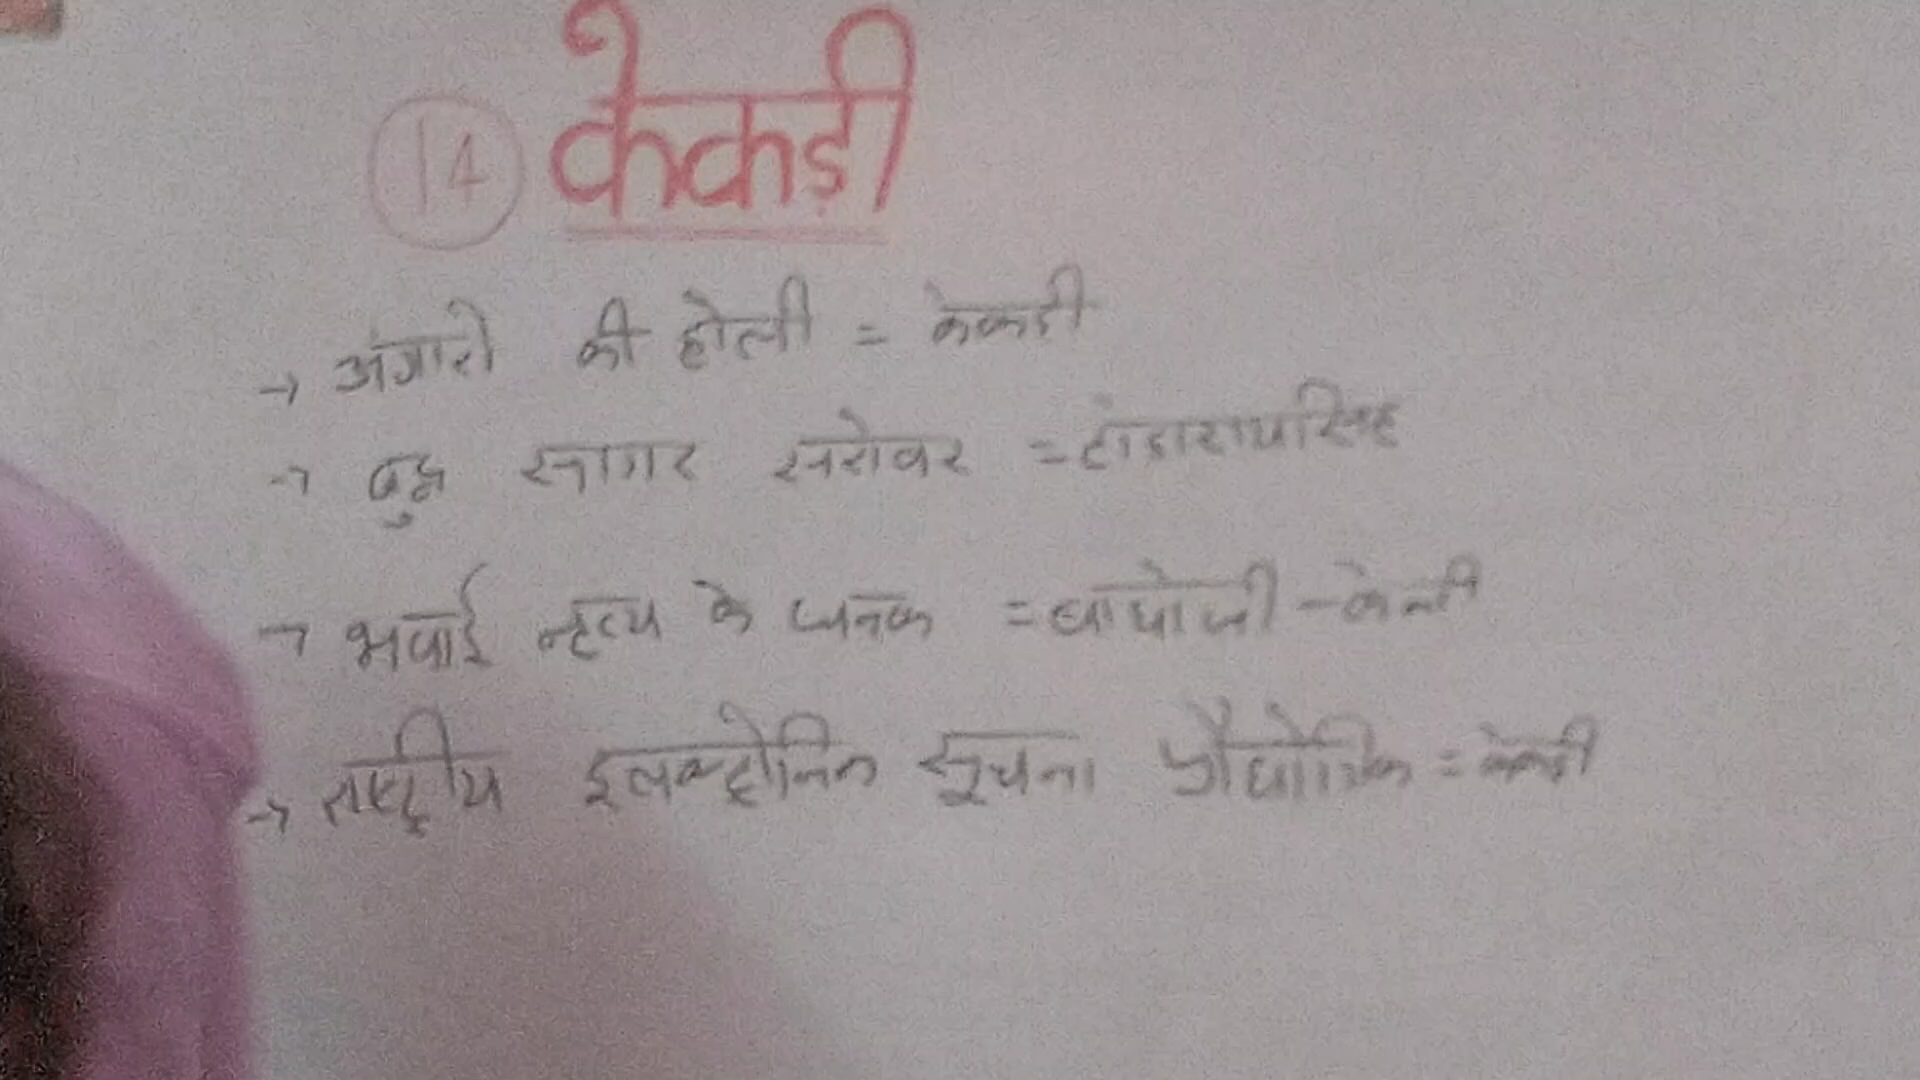 14 केकड़ी
→ अंगारो की होली = केकडी
→ बुद्ध सागर सरोवर = टोडारायसिंह
→ भवाई नृत्य के जनक = बाघोजी - केकडी
→ राष्ट्रीय इलेक्ट्रोनिक सूचना प्रौद्योगिक = केकडी